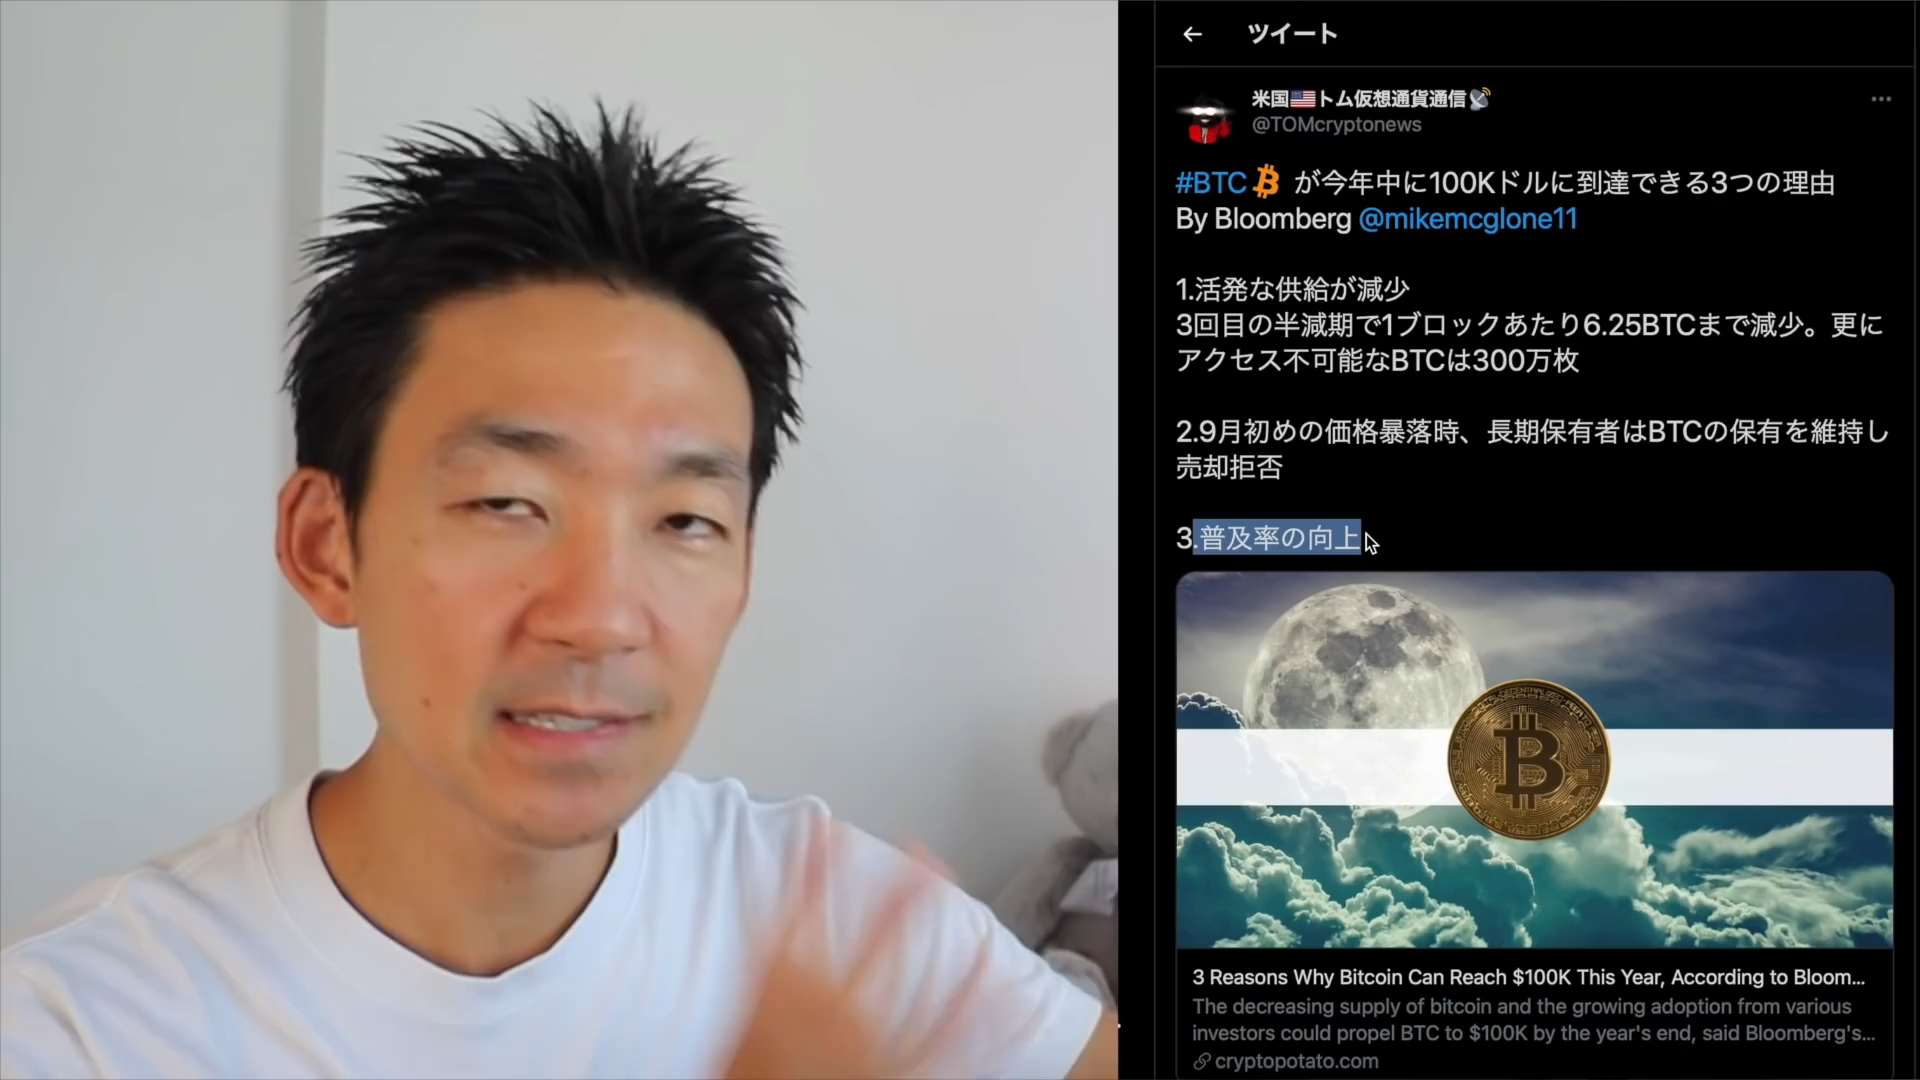 ツイート
米国🇺🇸トム仮想通貨通信📡
@TOMcryptonews
#BTC が今年中に100Kドルに到達できる3つの理由
By Bloomberg @mikemcglone11
1.活発な供給が減少
3回目の半減期で1ブロックあたり6.25BTCまで減少。更に
アクセス不可能なBTCは300万枚
2.9月初めの価格暴落時、長期保有者はBTCの保有を維持し
売却拒否
3.普及率の向上
3 Reasons Why Bitcoin Can Reach $100K This Year, According to Bloom...
The decreasing supply of bitcoin and the growing adoption from various
investors could propel BTC to $100K by the year's end, said Bloomberg's...
cryptopotato.com